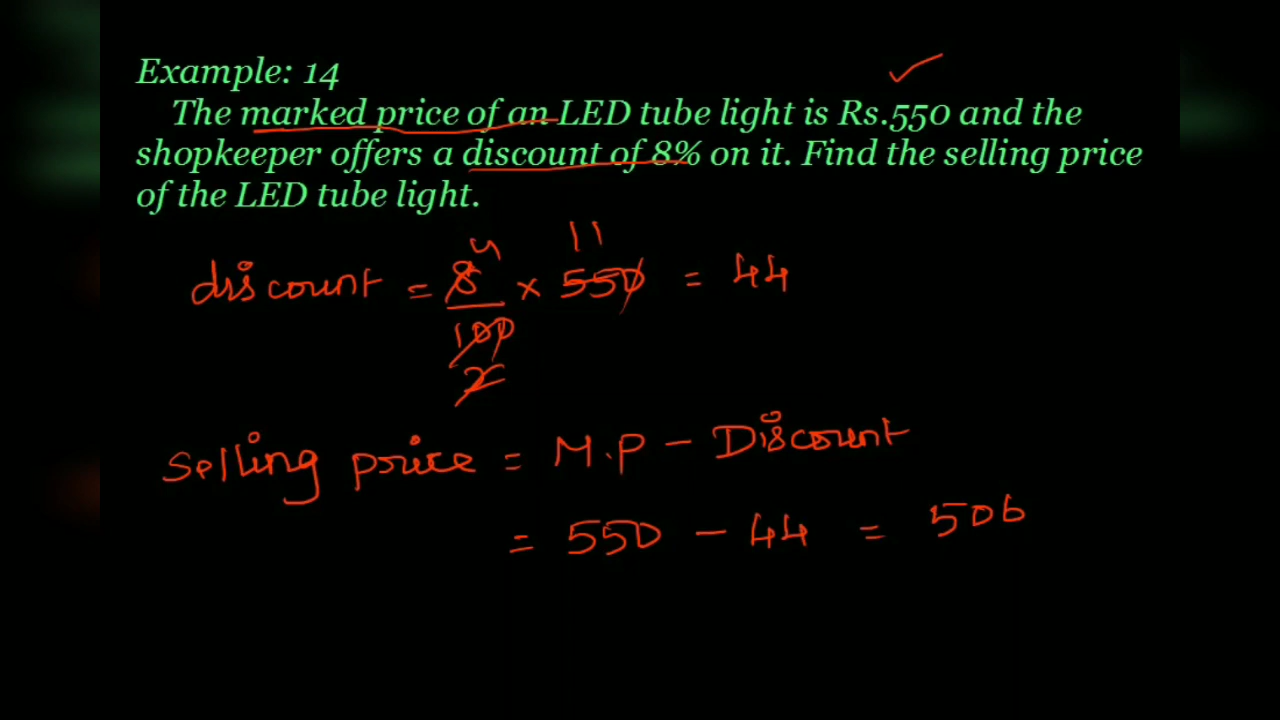 Example: 14
The marked price of an LED tube light is Rs.550 and the
shopkeeper offers a discount of 8% on it. Find the selling price
of the LED tube light.
4 11
discount = 8 × 550 = 44
100
2
Selling price = M.P - Discount
= 550 - 44 = 506